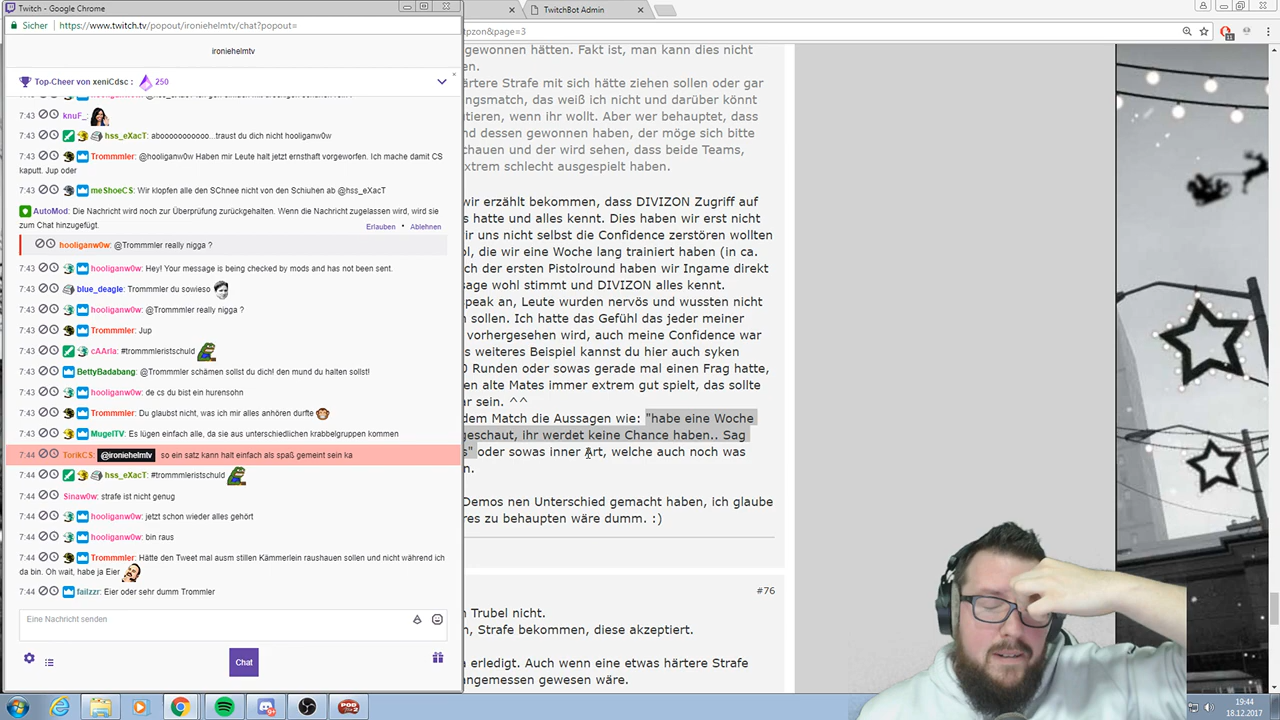 Twitch - Google Chrome
Sicher
https://www.twitch.tv/popout/ironiehelmtv/chat?popout=
ironiehelmtv
Top-Cheer von xeniCdsc : 250
7:43 knuF_:
7:43 hss_eXacT: abooooooooooo...traust du dich nicht hooliganw0w
7:43 Trommmler: @hooliganw0w Haben mir Leute halt jetzt ernsthaft vorgeworfen. Ich mache damit CS
kaputt. Jup oder
7:43 meShoeCS: Wir klopfen alle den SChnee nicht von den Schuhen ab @hss_eXacT
AutoMod: Die Nachricht wird noch zur Überprüfung zurückgehalten. Wenn die Nachricht zugelassen wird, wird sie
zum Chat hinzugefügt.
Erlauben • Ablehnen
hooliganw0w: @Trommmler really nigga ?
7:43 hooliganw0w: Hey! Your message is being checked by mods and has not been sent.
7:43 blue_deagle: Trommmler du sowieso
7:43 hooliganw0w: @Trommmler really nigga ?
7:43 Trommmler: Jup
7:43 cAArla: #trommmleristschuld
7:43 BettyBadabang: @Trommmler schämen sollst du dich! den mund du halten sollst!
7:43 hooliganw0w: de cs du bist ein hurensohn
7:43 Trommmler: Du glaubst nicht, was ich mir alles anhören durfte
7:43 MugelTV: Es lügen einfach alle, da sie aus unterschiedlichen krabbelgruppen kommen
7:44 TorikCS: @ironiehelmtv so ein satz kann halt einfach als spaß gemeint sein ka
7:44 hss_eXacT: #trommmleristschuld
7:44 Sinaw0w: strafe ist nicht genug
7:44 hooliganw0w: jetzt schon wieder alles gehört
7:44 hooliganw0w: bin raus
7:44 Trommmler: Hätte den Tweet mal ausm stillen Kämmerlein raushauen sollen und nicht während ich
da bin. Oh wait, habe ja Eier
7:44 failzzr: Eier oder sehr dumm Trommler
Eine Nachricht senden
Chat
TwitchBot Admin
tpzon&page=3
11
gewonnen hätten. Fakt ist, man kann dies nicht
en.
ärtere Strafe mit sich hätte ziehen sollen oder gar
ngsmatch, das weiß ich nicht und darüber könnt
utieren, wenn ihr wollt. Aber wer behauptet, dass
nd dessen gewonnen haben, der möge sich bitte
chauen und der wird sehen, dass beide Teams,
extrem schlecht ausgespielt haben.
wir erzählt bekommen, dass DIVIZON Zugriff auf
s hatte und alles kennt. Dies haben wir erst nicht
ir uns nicht selbst die Confidence zerstören wollten
ol, die wir eine Woche lang trainiert haben (in ca.
ch der ersten Pistolround haben wir Ingame direkt
sage wohl stimmt und DIVIZON alles kennt.
speak an, Leute wurden nervös und wussten nicht
n sollen. Ich hatte das Gefühl das jeder meiner
vorhergesehen wird, auch meine Confidence war
s weiteres Beispiel kannst du hier auch syken
0 Runden oder sowas gerade mal einen Frag hatte,
en alte Mates immer extrem gut spielt, das sollte
ar sein. ^^
dem Match die Aussagen wie: "habe eine Woche
geschaut, ihr werdet keine Chance haben.. Sag
s" oder sowas inner Art, welche auch noch was
n.
Demos nen Unterschied gemacht haben, ich glaube
res zu behaupten wäre dumm. :)
#76
n Trubel nicht.
n, Strafe bekommen, diese akzeptiert.
a erledigt. Auch wenn eine etwas härtere Strafe
angemessen gewesen wäre.
19:44
18.12.2017